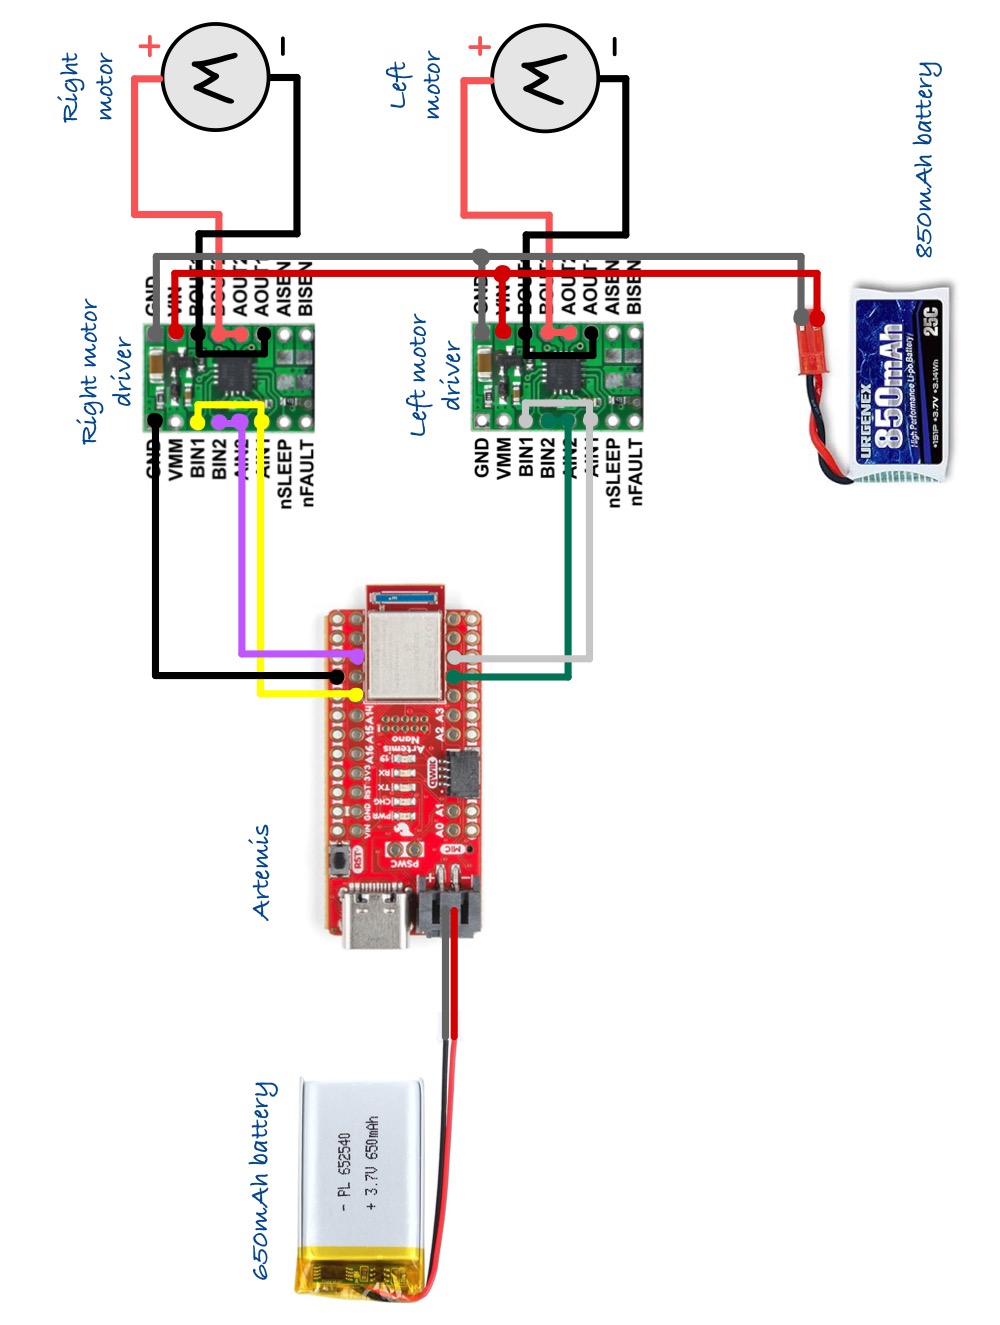 Right motor
driver
Right
motor
GND
VMM
BIN1
BIN2
AIN2
AIN1
nSLEEP
nFAULT
GND
VIN
BOUT1
BOUT2
AOUT2
AOUT1
AISEN
BISEN
+
−
650mAh battery
- PL 652540
+ 3.7V 650mAh
Artemis
RST
VIN GND RST 3V3 A16 A15 A14
PSWC
PWR
CHG
TX
RX
19
Artemis
Nano
MIC
A0 A1
qwiic
A2 A3
Left motor
driver
Left
motor
GND
VMM
BIN1
BIN2
AIN2
AIN1
nSLEEP
nFAULT
GND
VIN
BOUT1
BOUT2
AOUT2
AOUT1
AISEN
BISEN
+
−
URGENEX
850mAh
High Performance Li-po Battery
•1S1P •3.7V •3.14Wh
25C
850mAh battery